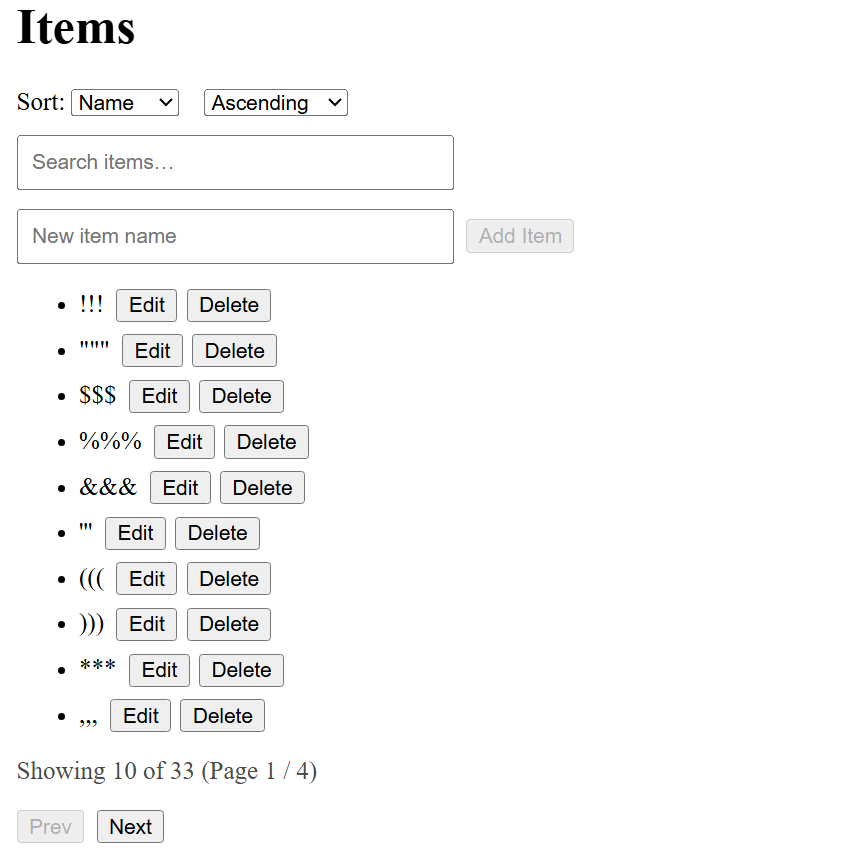 Items
Sort: Name Ascending
Search items…
New item name Add Item
!!! Edit Delete
""" Edit Delete
$$$ Edit Delete
%%% Edit Delete
&&& Edit Delete
''' Edit Delete
((( Edit Delete
))) Edit Delete
*** Edit Delete
,,, Edit Delete
Showing 10 of 33 (Page 1 / 4)
Prev Next